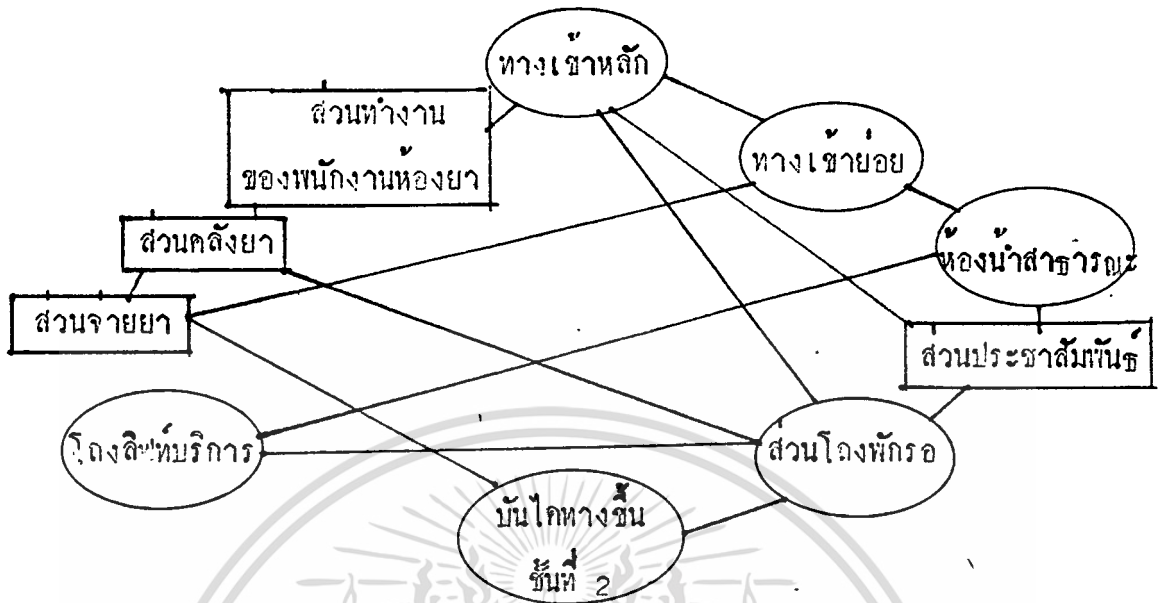 ทางเข้าหลัก
ส่วนทำงาน
ของพนักงานห้องยา
ทางเข้าย่อย
ส่วนคลังยา
ห้องน้ำสาธารณะ
ส่วนจายยา
ส่วนประชาสัมพันธ์
โถงลิฟท์บริการ
ส่วนโถงพักรอ
บันไดทางขึ้น
ชั้นที่ 2